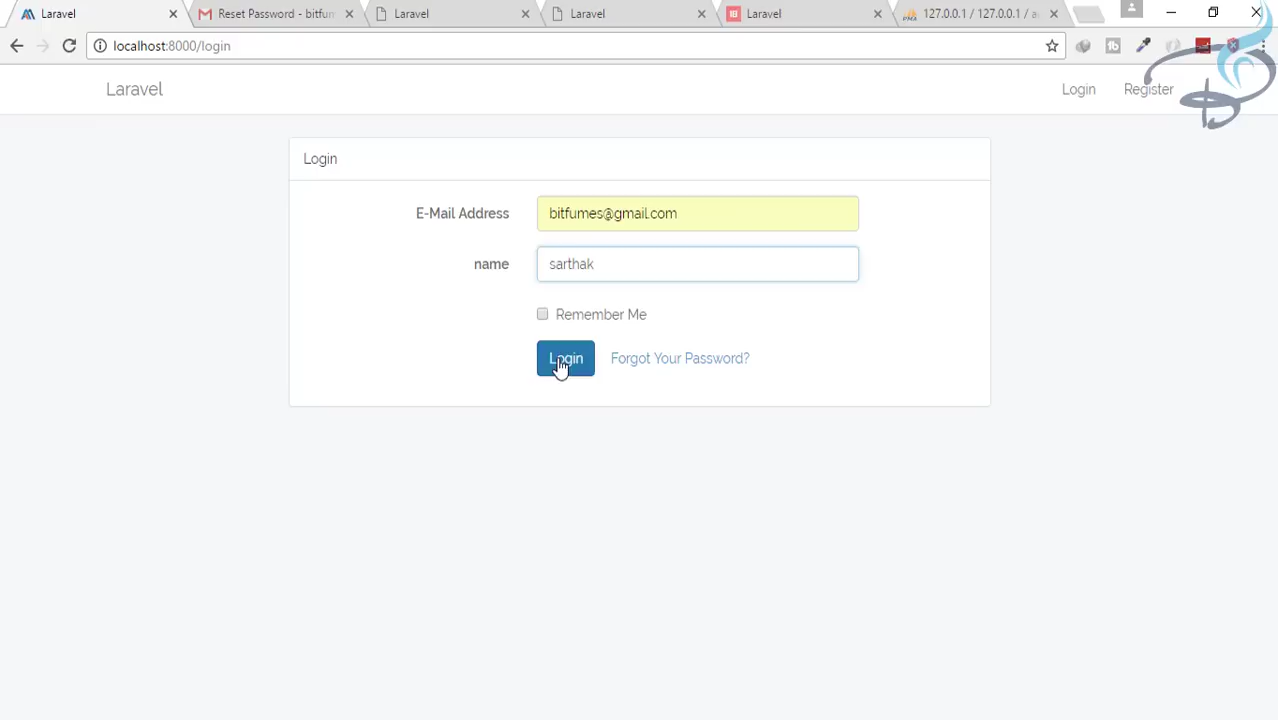 Laravel
Reset Password - bitfum
Laravel
Laravel
Laravel
127.0.0.1 / 127.0.0.1 / a
localhost:8000/login
Laravel
Login
Register
Login
E-Mail Address
bitfumes@gmail.com
name
sarthak
Remember Me
Login
Forgot Your Password?